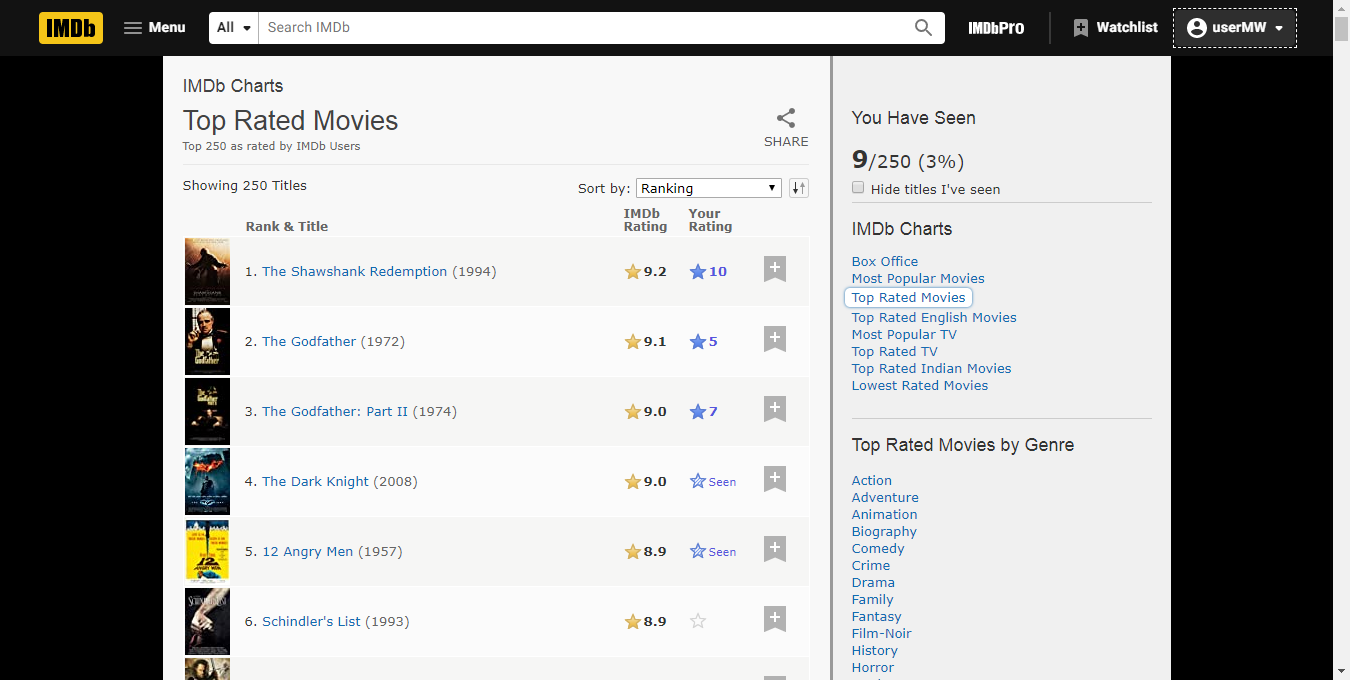 IMDb Menu All Search IMDb IMDbPro Watchlist userMW
IMDb Charts
Top Rated Movies
Top 250 as rated by IMDb Users
SHARE
Showing 250 Titles
Sort by: Ranking
Rank & Title IMDb Rating Your Rating
1. The Shawshank Redemption (1994) 9.2 10
2. The Godfather (1972) 9.1 5
3. The Godfather: Part II (1974) 9.0 7
4. The Dark Knight (2008) 9.0 Seen
5. 12 Angry Men (1957) 8.9 Seen
6. Schindler's List (1993) 8.9
You Have Seen
9/250 (3%)
Hide titles I've seen
IMDb Charts
Box Office
Most Popular Movies
Top Rated Movies
Top Rated English Movies
Most Popular TV
Top Rated TV
Top Rated Indian Movies
Lowest Rated Movies
Top Rated Movies by Genre
Action
Adventure
Animation
Biography
Comedy
Crime
Drama
Family
Fantasy
Film-Noir
History
Horror